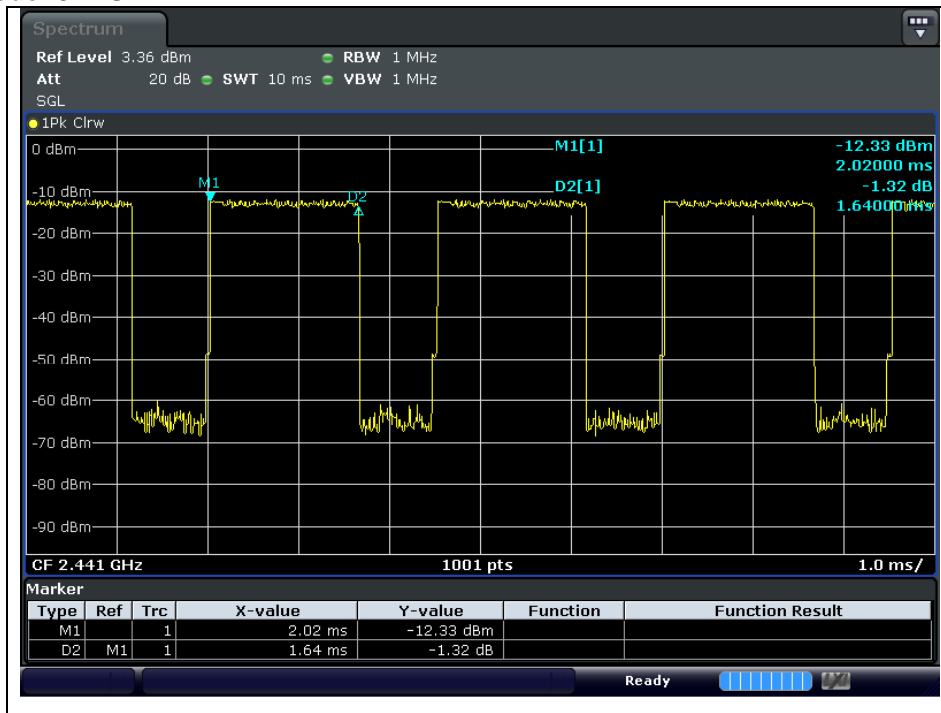 Spectrum
Ref Level 3.36 dBm RBW 1 MHz
Att 20 dB SWT 10 ms VBW 1 MHz
SGL
1Pk Clrw
0 dBm
M1[1] -12.33 dBm
2.02000 ms
-10 dBm
M1
D2
D2[1] -1.32 dB
1.64000 ms
-20 dBm
-30 dBm
-40 dBm
-50 dBm
-60 dBm
-70 dBm
-80 dBm
-90 dBm
CF 2.441 GHz 1001 pts 1.0 ms/
Marker
Type Ref Trc X-value Y-value Function Function Result
M1 1 2.02 ms -12.33 dBm
D2 M1 1 1.64 ms -1.32 dB
Ready